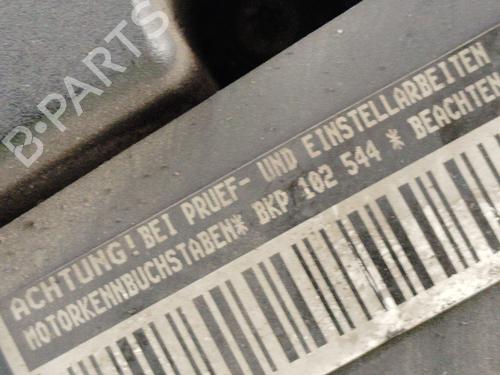 B-PARTS
ACHTUNG! BEI PRUEF- UND EINSTELLARBEITEN
MOTORKENNBUCHSTABEN* BKP 102 544 * BEACHTEN